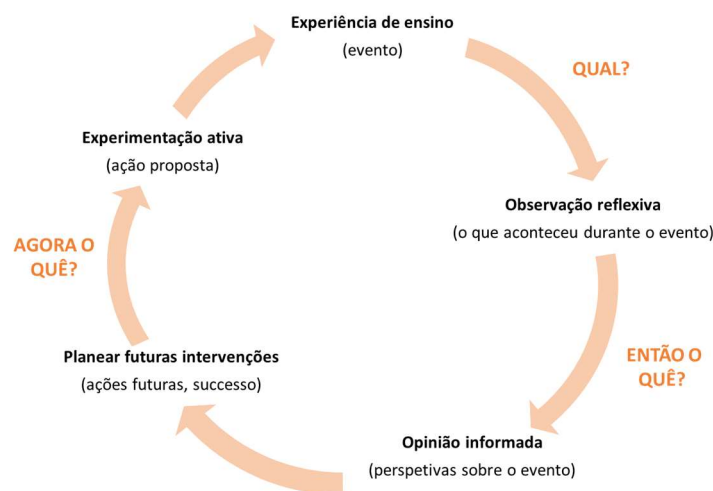 Experiência de ensino
(evento)
QUAL?
Observação reflexiva
(o que aconteceu durante o evento)
ENTÃO O
QUÊ?
Opinião informada
(perspetivas sobre o evento)
Planear futuras intervenções
(ações futuras, successo)
AGORA O
QUÊ?
Experimentação ativa
(ação proposta)